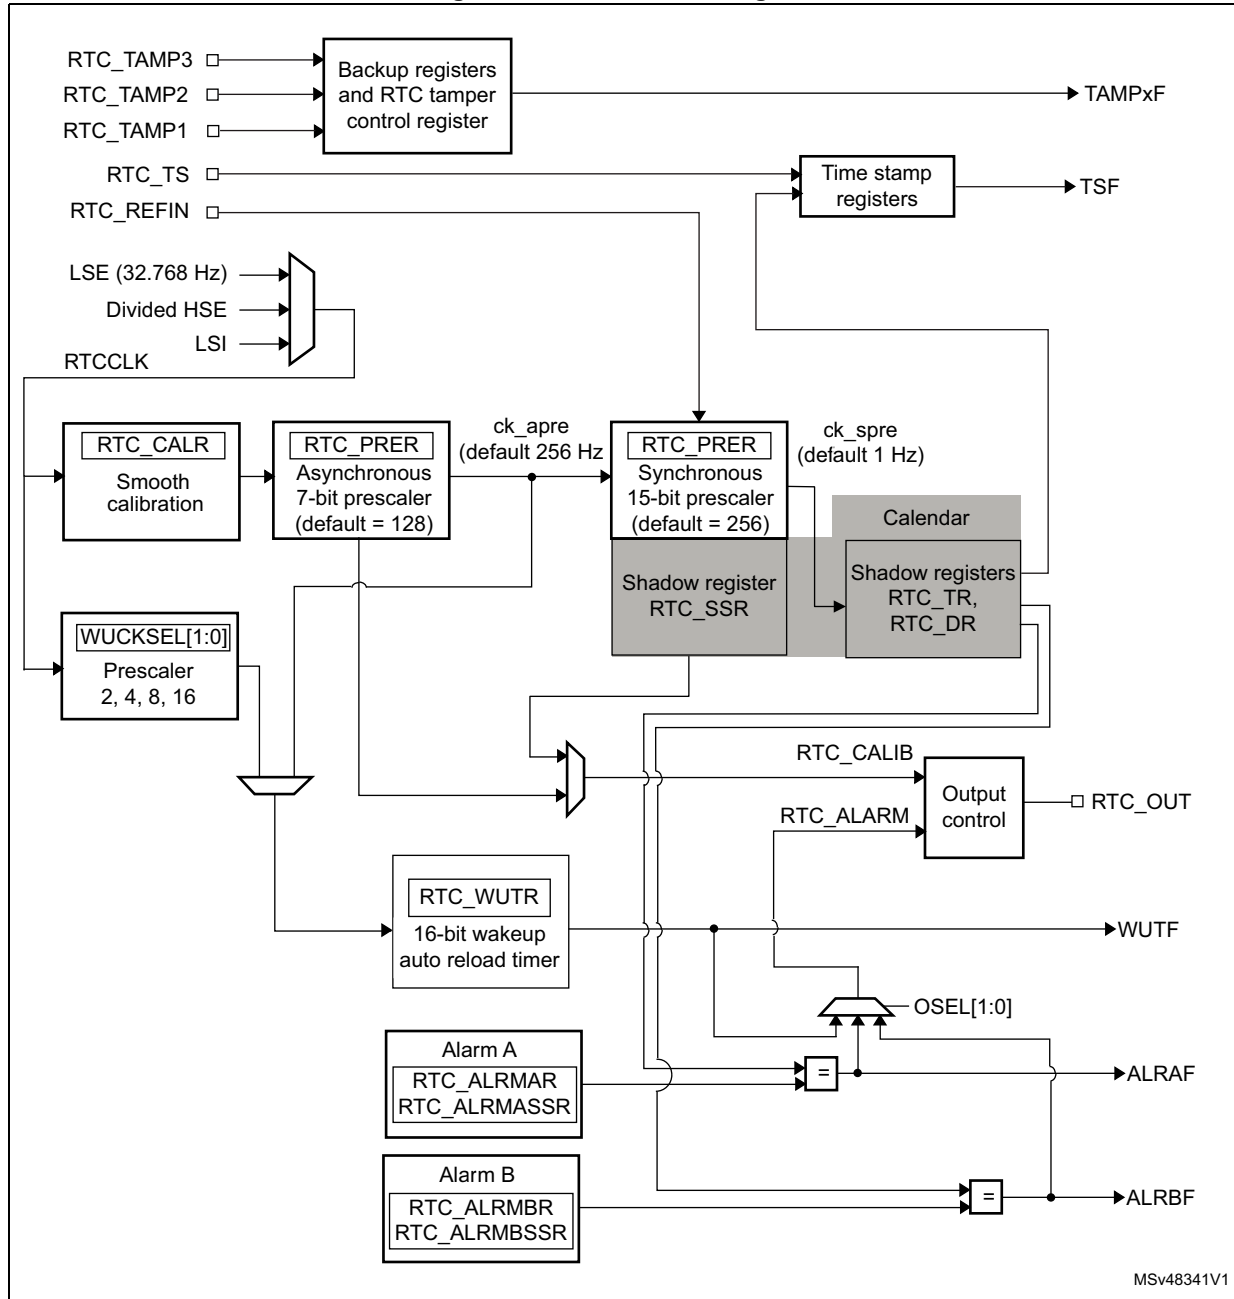 RTC_TAMP3
RTC_TAMP2
RTC_TAMP1
Backup registers
and RTC tamper
control register
TAMPxF
RTC_TS
RTC_REFIN
Time stamp
registers
TSF
LSE (32.768 Hz)
Divided HSE
LSI
RTCCLK
RTC_CALR
Smooth
calibration
RTC_PRER
Asynchronous
7-bit prescaler
(default = 128)
ck_apre
(default 256 Hz
RTC_PRER
Synchronous
15-bit prescaler
(default = 256)
ck_spre
(default 1 Hz)
Calendar
Shadow register
RTC_SSR
Shadow registers
RTC_TR,
RTC_DR
WUCKSEL[1:0]
Prescaler
2, 4, 8, 16
RTC_CALIB
RTC_ALARM
Output
control
RTC_OUT
RTC_WUTR
16-bit wakeup
auto reload timer
WUTF
OSEL[1:0]
Alarm A
RTC_ALRMAR
RTC_ALRMASSR
=
ALRAF
Alarm B
RTC_ALRMBR
RTC_ALRMBSSR
=
ALRBF
MSv48341V1